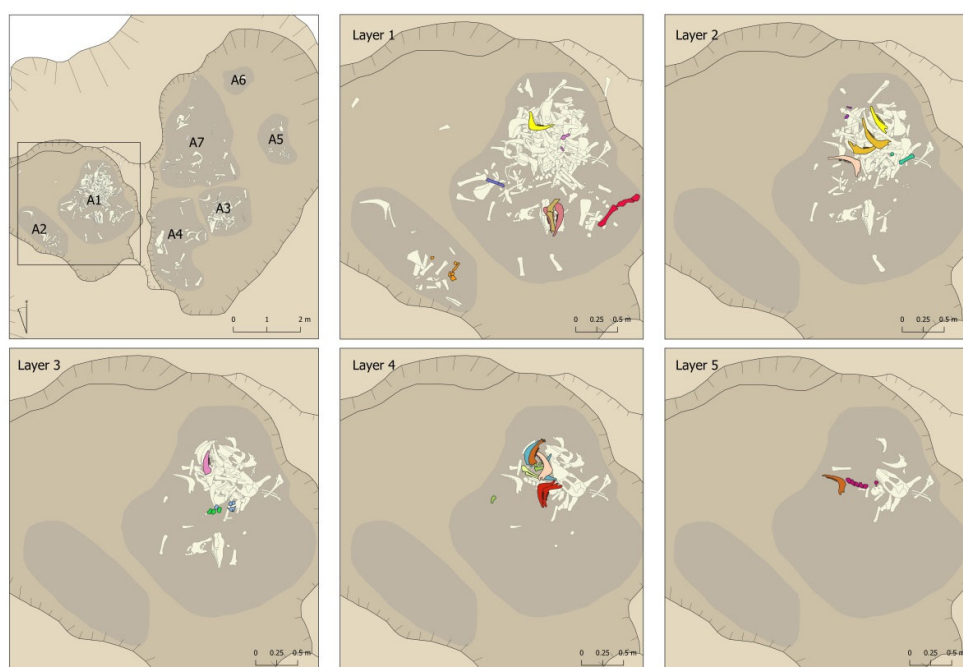 A6
A7
A5
A1
A3
A2
A4
0 1 2 m
Layer 1
0 0.25 0.5 m
Layer 2
0 0.25 0.5 m
Layer 3
0 0.25 0.5 m
Layer 4
0 0.25 0.5 m
Layer 5
0 0.25 0.5 m